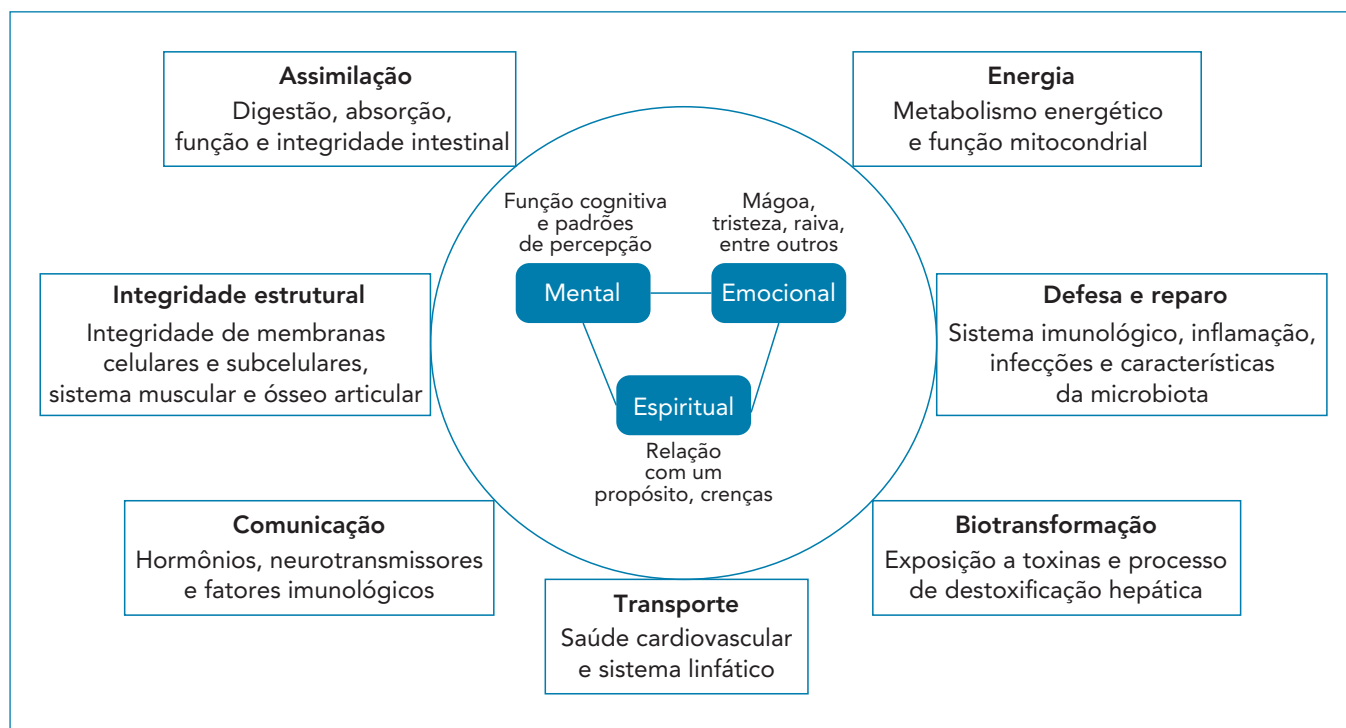 Assimilação
Digestão, absorção,
função e integridade intestinal
Energia
Metabolismo energético
e função mitocondrial
Função cognitiva
e padrões
de percepção
Mágoa,
tristeza, raiva,
entre outros
Mental
Emocional
Espiritual
Relação
com um
propósito, crenças
Integridade estrutural
Integridade de membranas
celulares e subcelulares,
sistema muscular e ósseo articular
Defesa e reparo
Sistema imunológico, inflamação,
infecções e características
da microbiota
Comunicação
Hormônios, neurotransmissores
e fatores imunológicos
Biotransformação
Exposição a toxinas e processo
de destoxificação hepática
Transporte
Saúde cardiovascular
e sistema linfático